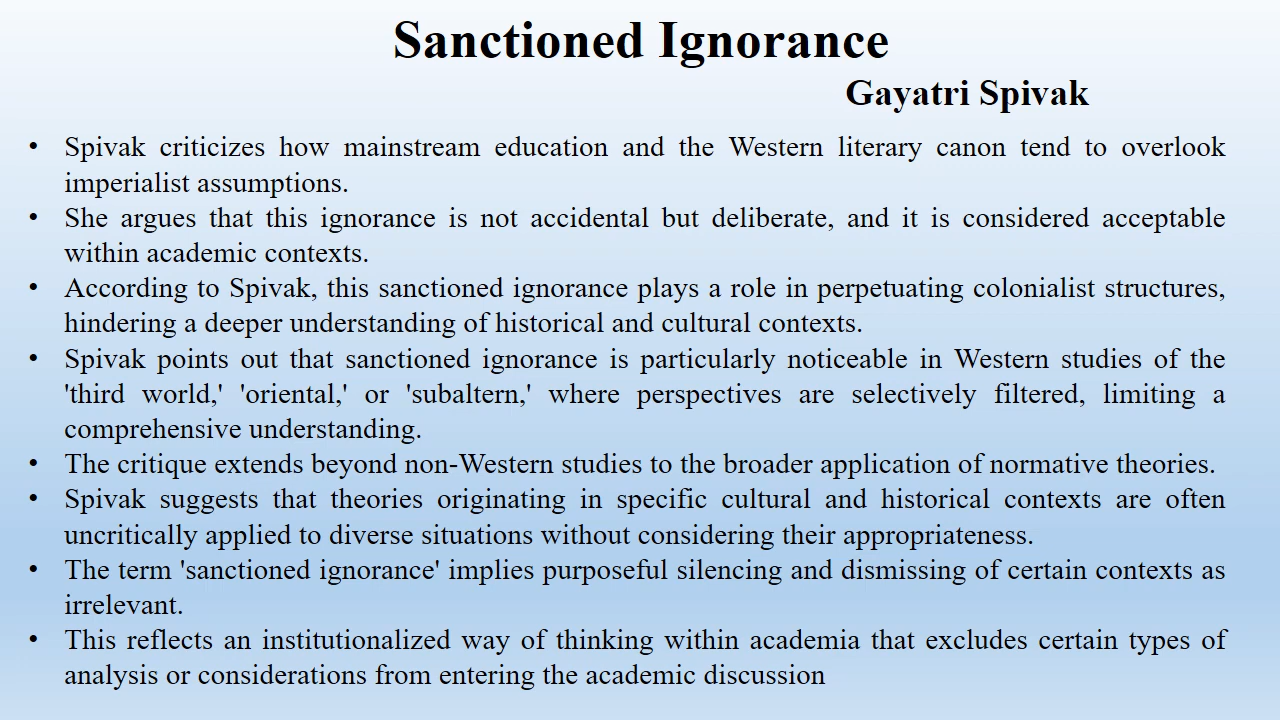 Sanctioned Ignorance
Gayatri Spivak
• Spivak criticizes how mainstream education and the Western literary canon tend to overlook
imperialist assumptions.
• She argues that this ignorance is not accidental but deliberate, and it is considered acceptable
within academic contexts.
• According to Spivak, this sanctioned ignorance plays a role in perpetuating colonialist structures,
hindering a deeper understanding of historical and cultural contexts.
• Spivak points out that sanctioned ignorance is particularly noticeable in Western studies of the
'third world,' 'oriental,' or 'subaltern,' where perspectives are selectively filtered, limiting a
comprehensive understanding.
• The critique extends beyond non-Western studies to the broader application of normative theories.
• Spivak suggests that theories originating in specific cultural and historical contexts are often
uncritically applied to diverse situations without considering their appropriateness.
• The term 'sanctioned ignorance' implies purposeful silencing and dismissing of certain contexts as
irrelevant.
• This reflects an institutionalized way of thinking within academia that excludes certain types of
analysis or considerations from entering the academic discussion